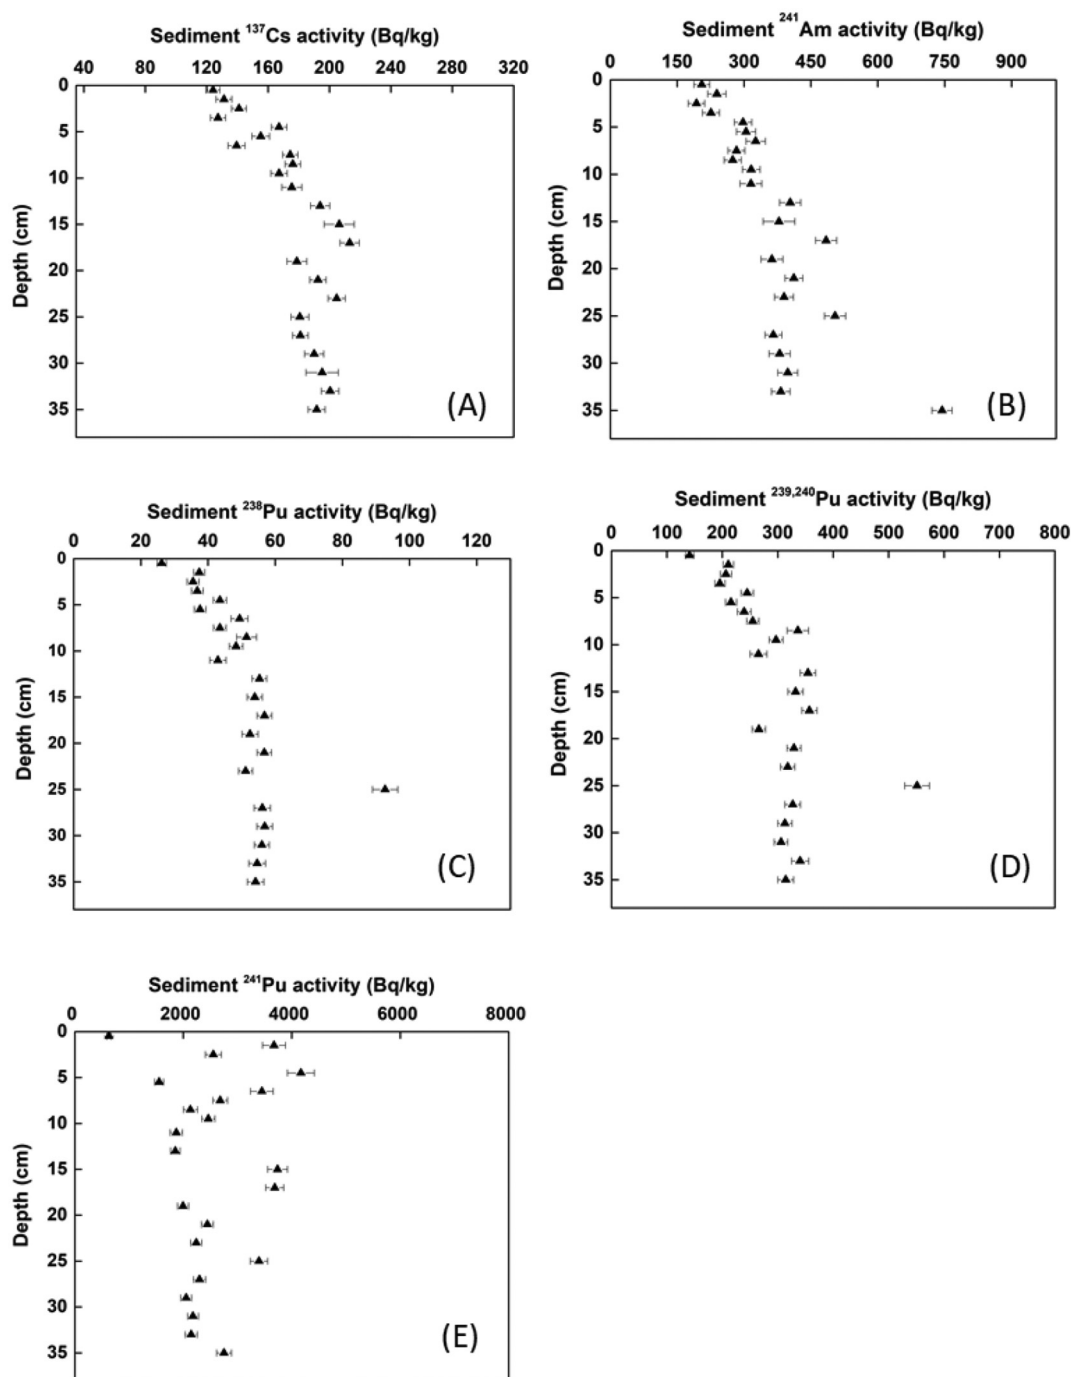 Sediment ¹³⁷Cs activity (Bq/kg)
40 80 120 160 200 240 280 320
0
5
10
15
20
25
30
35
Depth (cm)
(A)
Sediment ²⁴¹Am activity (Bq/kg)
0 150 300 450 600 750 900
0
5
10
15
20
25
30
35
Depth (cm)
(B)
Sediment ²³⁸Pu activity (Bq/kg)
0 20 40 60 80 100 120
0
5
10
15
20
25
30
35
Depth (cm)
(C)
Sediment ²³⁹,²⁴⁰Pu activity (Bq/kg)
0 100 200 300 400 500 600 700 800
0
5
10
15
20
25
30
35
Depth (cm)
(D)
Sediment ²⁴¹Pu activity (Bq/kg)
0 2000 4000 6000 8000
0
5
10
15
20
25
30
35
Depth (cm)
(E)